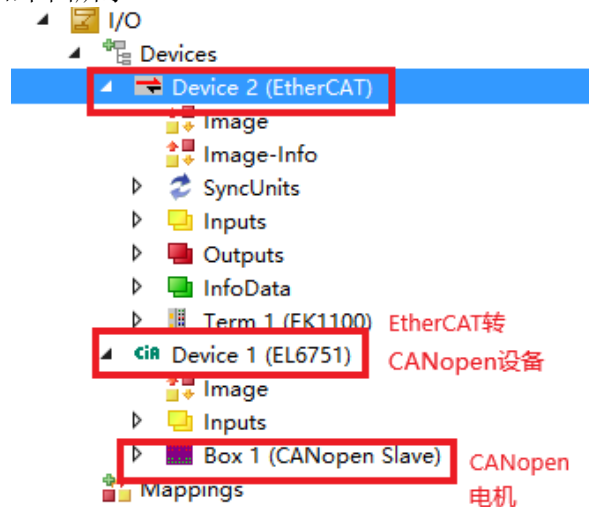 I/O
Devices
Device 2 (EtherCAT)
Image
Image-Info
SyncUnits
Inputs
Outputs
InfoData
Term 1 (EK1100) EtherCAT转
CiA Device 1 (EL6751) CANopen设备
Image
Inputs
Box 1 (CANopen Slave) CANopen
Mappings 电机